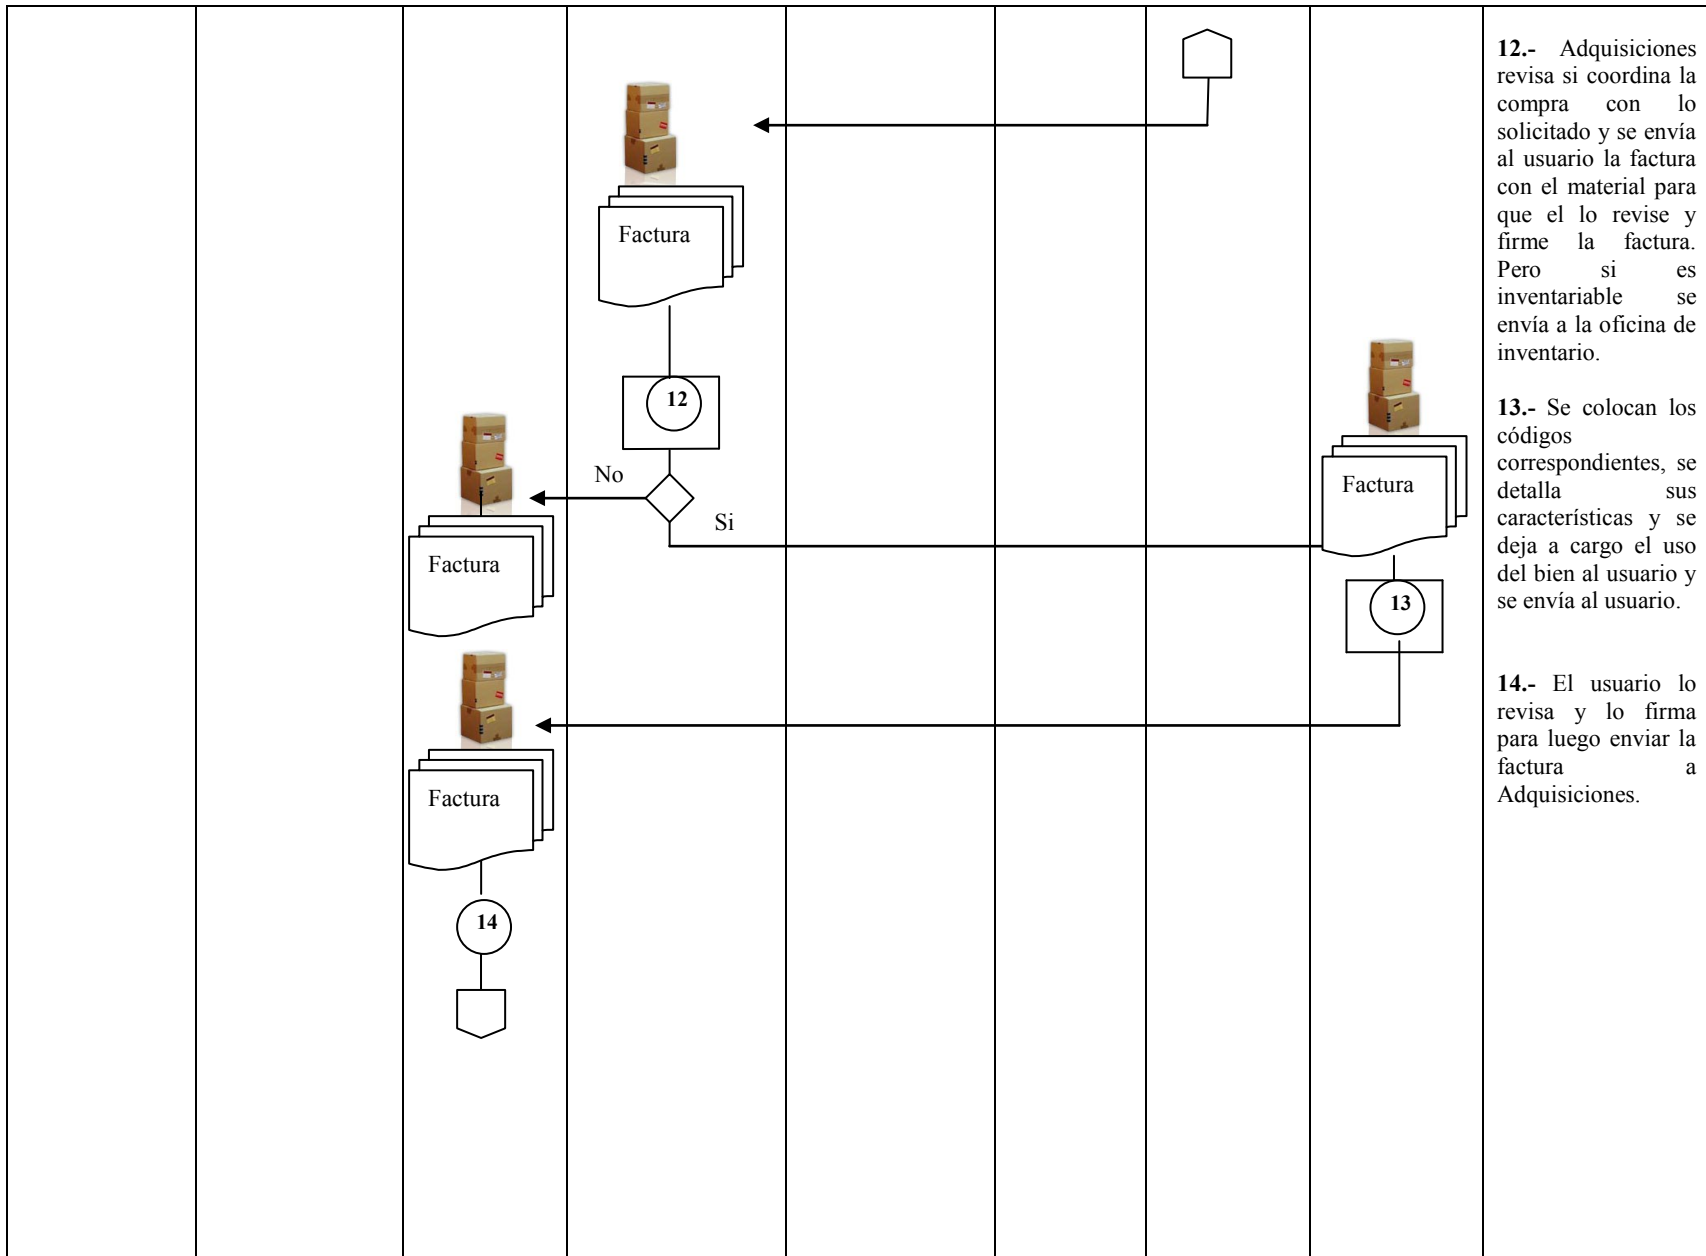 Factura
12
No
Si
Factura
Factura
13
Factura
14
12.- Adquisiciones
revisa si coordina la
compra con lo
solicitado y se envía
al usuario la factura
con el material para
que el lo revise y
firme la factura.
Pero si es
inventariable se
envía a la oficina de
inventario.
13.- Se colocan los
códigos
correspondientes, se
detalla sus
características y se
deja a cargo el uso
del bien al usuario y
se envía al usuario.
14.- El usuario lo
revisa y lo firma
para luego enviar la
factura a
Adquisiciones.